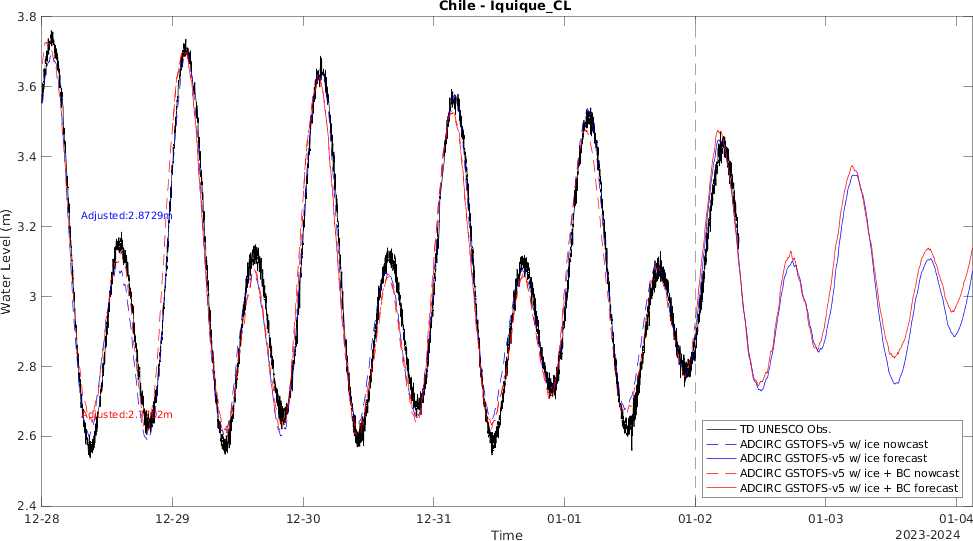 Chile - Iquique_CL
Water Level (m)
3.8
3.6
3.4
3.2
3
2.8
2.6
2.4
Adjusted:2.8729m
TD UNESCO Obs.
ADCIRC GSTOFS-v5 w/ ice nowcast
ADCIRC GSTOFS-v5 w/ ice forecast
ADCIRC GSTOFS-v5 w/ ice + BC nowcast
ADCIRC GSTOFS-v5 w/ ice + BC forecast
12-28 12-29 12-30 12-31 01-01 01-02 01-03 01-04
Time
2023-2024